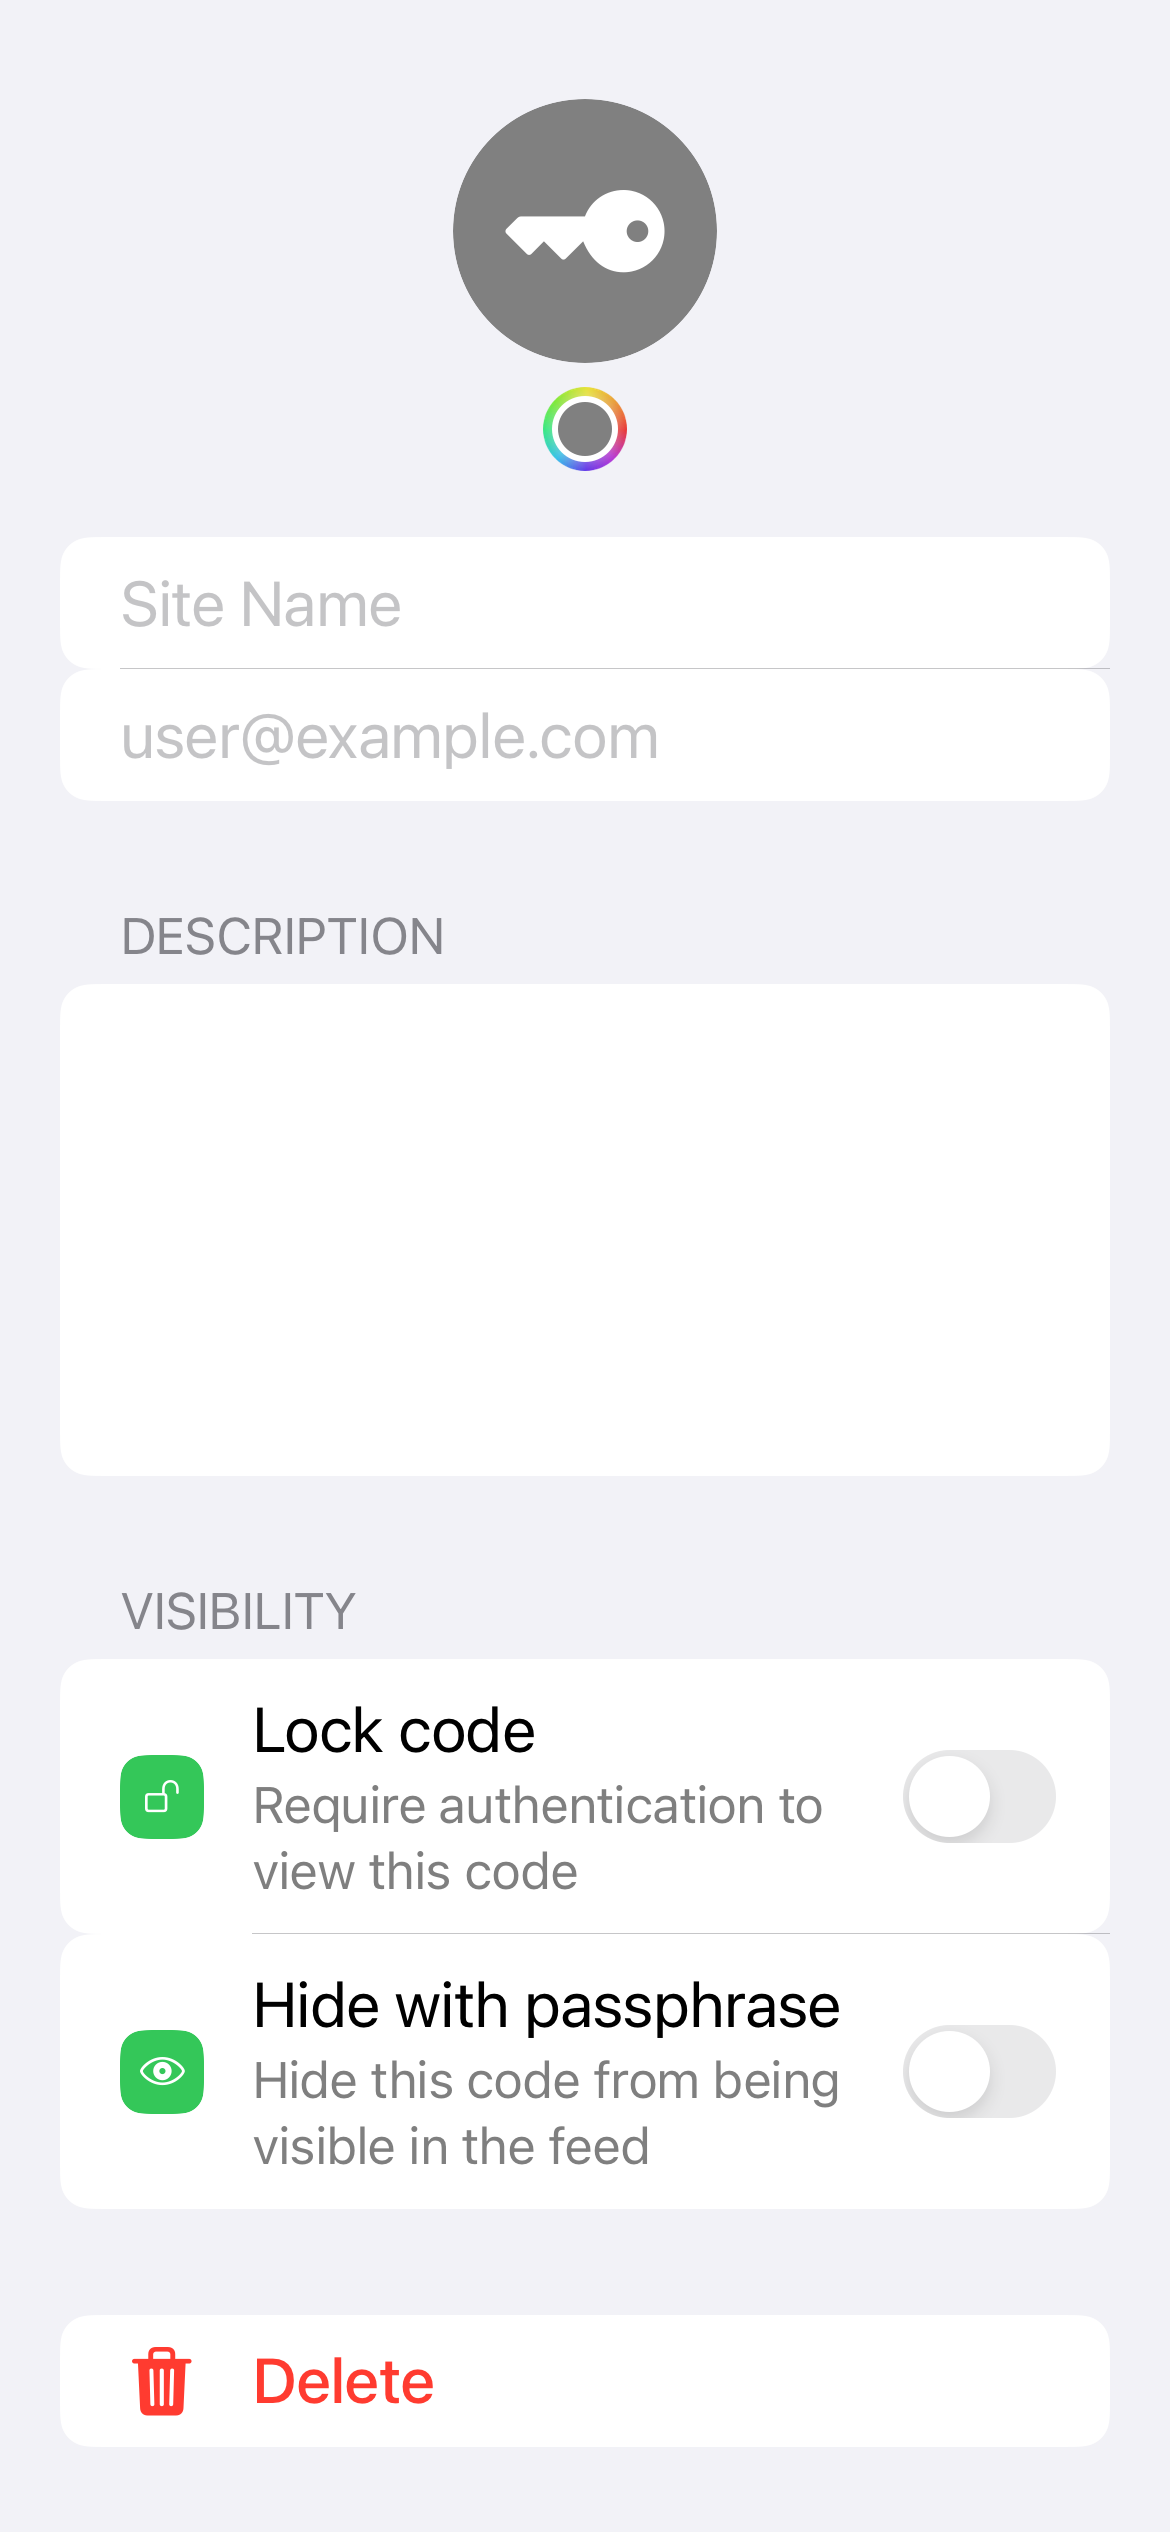 Site Name
user@example.com
DESCRIPTION
VISIBILITY
Lock code
Require authentication to
view this code
Hide with passphrase
Hide this code from being
visible in the feed
Delete